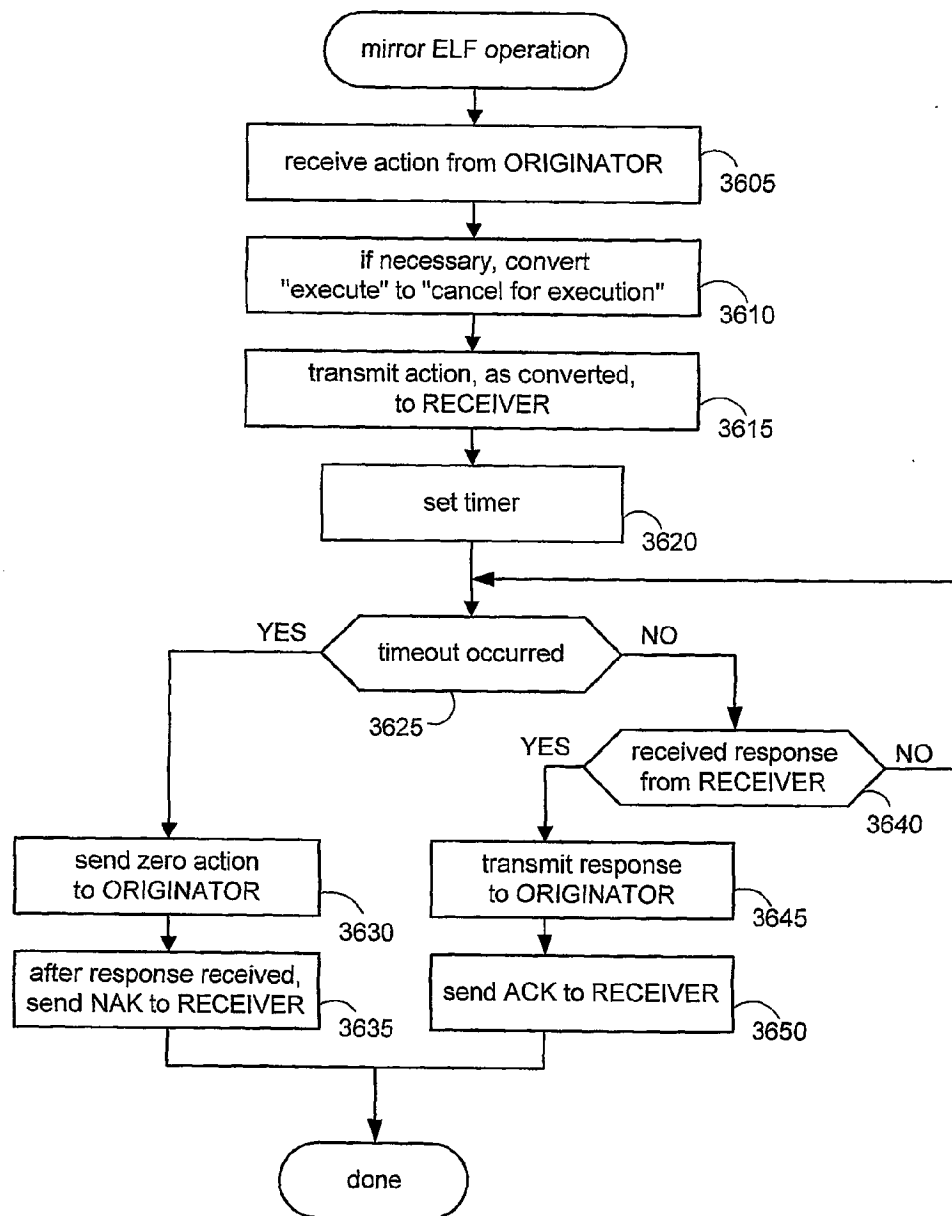 mirror ELF operation
receive action from ORIGINATOR
3605
if necessary, convert
"execute" to "cancel for execution"
3610
transmit action, as converted,
to RECEIVER
3615
set timer
3620
YES
timeout occurred
NO
3625
YES
received response
from RECEIVER
NO
3640
send zero action
to ORIGINATOR
3630
transmit response
to ORIGINATOR
3645
after response received,
send NAK to RECEIVER
3635
send ACK to RECEIVER
3650
done